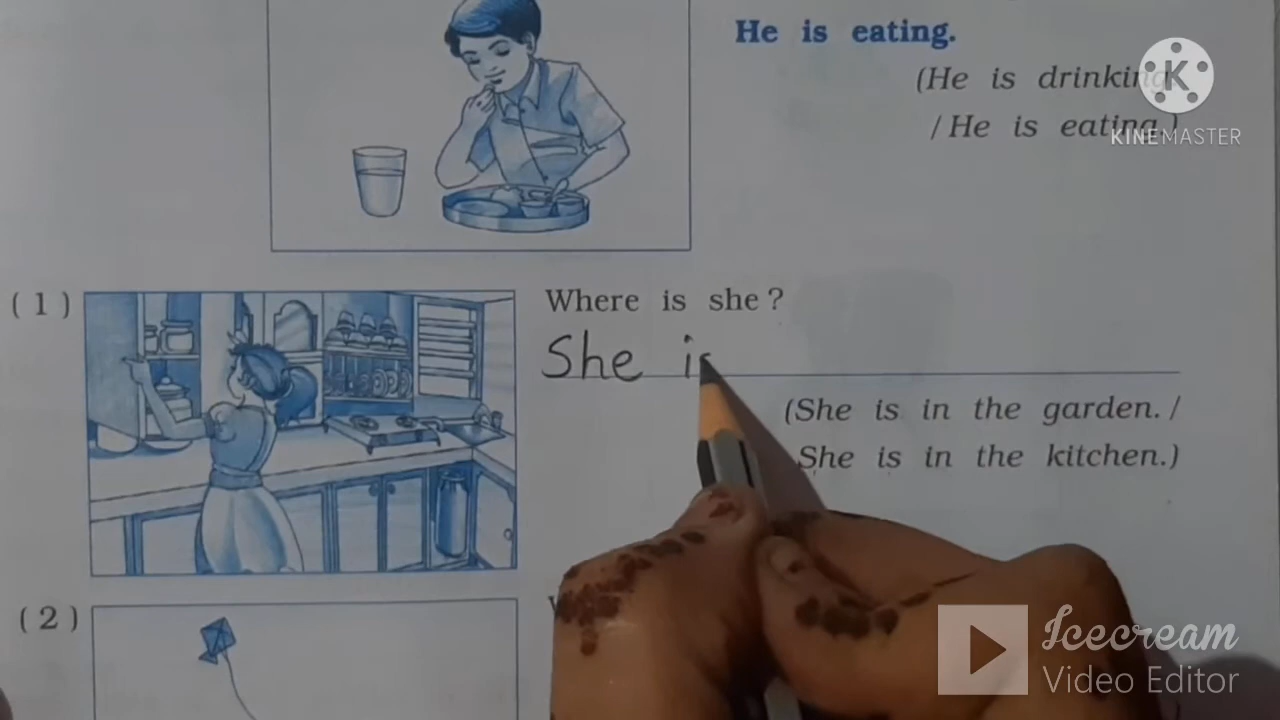 He is eating.
(He is drinking
/ He is eating.)
KINEMASTER
( 1 )
Where is she ?
She is
(She is in the garden. /
She is in the kitchen.)
( 2 )
Icecream
Video Editor